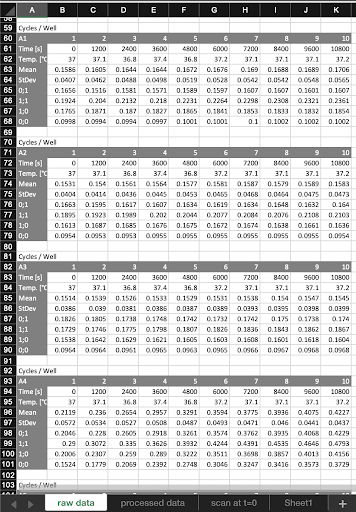 A B C D E F G H I J K
59 Cycles / Well
60 A1 1 2 3 4 5 6 7 8 9 10
61 Time [s] 0 1200 2400 3600 4800 6000 7200 8400 9600 10800
62 Temp. [°C 37 37.1 36.8 37.4 36.8 37.2 37.1 37.1 37.1 37.2
63 Mean 0.1586 0.1605 0.1644 0.1644 0.1672 0.1676 0.169 0.1688 0.1689 0.1706
64 StDev 0.0407 0.0462 0.0488 0.0498 0.0519 0.0528 0.0542 0.0542 0.0548 0.0565
65 0;1 0.1656 0.1516 0.1581 0.1571 0.1589 0.1597 0.1607 0.1607 0.1601 0.1607
66 1;1 0.1924 0.204 0.2132 0.218 0.2231 0.2264 0.2298 0.2308 0.2321 0.2361
67 1;0 0.1765 0.1871 0.187 0.1827 0.1865 0.1841 0.1853 0.1833 0.1832 0.1854
68 0;0 0.0998 0.0994 0.0994 0.0997 0.1001 0.1001 0.1 0.1002 0.1002 0.1002
69
70 Cycles / Well
71 A2 1 2 3 4 5 6 7 8 9 10
72 Time [s] 0 1200 2400 3600 4800 6000 7200 8400 9600 10800
73 Temp. [°C 37 37.1 36.8 37.4 36.8 37.2 37.1 37.1 37.1 37.2
74 Mean 0.1531 0.154 0.1561 0.1564 0.1577 0.1581 0.1587 0.1579 0.1589 0.1583
75 StDev 0.0404 0.0414 0.0436 0.0445 0.0453 0.0465 0.0468 0.0464 0.0475 0.0473
76 0;1 0.1663 0.1595 0.1617 0.1607 0.1634 0.1619 0.1634 0.1648 0.1632 0.164
77 1;1 0.1895 0.1923 0.1989 0.202 0.2044 0.2077 0.2084 0.2076 0.2108 0.2103
78 1;0 0.1613 0.1687 0.1685 0.1676 0.1675 0.1672 0.1674 0.1638 0.1661 0.1636
79 0;0 0.0954 0.0953 0.0953 0.0955 0.0955 0.0955 0.0955 0.0955 0.0955 0.0954
80
81 Cycles / Well
82 A3 1 2 3 4 5 6 7 8 9 10
83 Time [s] 0 1200 2400 3600 4800 6000 7200 8400 9600 10800
84 Temp. [°C 37 37.1 36.8 37.4 36.8 37.2 37.1 37.1 37.1 37.2
85 Mean 0.1514 0.1539 0.1526 0.1533 0.1529 0.1531 0.1538 0.154 0.1547 0.1545
86 StDev 0.0386 0.039 0.0381 0.0386 0.0387 0.0389 0.0393 0.0395 0.0398 0.0399
87 0;1 0.1826 0.1805 0.1738 0.1748 0.1742 0.1732 0.1742 0.175 0.1738 0.174
88 1;1 0.1729 0.1746 0.1775 0.1798 0.1807 0.1826 0.1836 0.1843 0.1862 0.1867
89 1;0 0.1538 0.1642 0.1629 0.1621 0.1605 0.1603 0.1608 0.1601 0.1618 0.1604
90 0;0 0.0964 0.0964 0.0961 0.0965 0.0963 0.0965 0.0966 0.0967 0.0968 0.0968
91
92 Cycles / Well
93 A4 1 2 3 4 5 6 7 8 9 10
94 Time [s] 0 1200 2400 3600 4800 6000 7200 8400 9600 10800
95 Temp. [°C 37 37.1 36.8 37.4 36.8 37.2 37.1 37.1 37.1 37.2
96 Mean 0.2119 0.236 0.2654 0.2957 0.3291 0.3594 0.3775 0.3936 0.4075 0.4227
97 StDev 0.0572 0.0534 0.0527 0.0508 0.0487 0.0493 0.0471 0.046 0.0441 0.0437
98 0;1 0.2046 0.228 0.2605 0.2918 0.3261 0.3574 0.3762 0.3935 0.4068 0.4229
99 1;1 0.29 0.3072 0.335 0.3626 0.3932 0.4244 0.4391 0.4535 0.4646 0.4793
100 1;0 0.2006 0.2307 0.259 0.289 0.3222 0.3511 0.3698 0.3857 0.4013 0.4156
101 0;0 0.1524 0.1779 0.2069 0.2392 0.2748 0.3046 0.3247 0.3416 0.3573 0.3729
102
103 Cycles / Well
raw data processed data scan at t=0 Sheet1 +